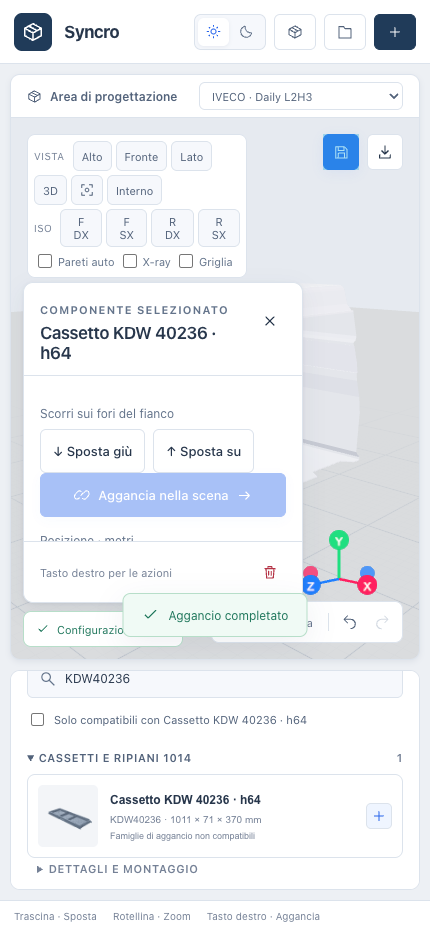 Syncro
Area di progettazione
IVECO · Daily L2H3
VISTA Alto Fronte Lato
3D Interno
ISO F DX F SX R DX R SX
Pareti auto X-ray Griglia
COMPONENTE SELEZIONATO
Cassetto KDW 40236 ·
h64
Scorri sui fori del fianco
↓ Sposta giù ↑ Sposta su
Aggancia nella scena →
Posizione · metri
Tasto destro per le azioni
Y
Z
X
Configurazio
Aggancio completato
a
KDW40236
Solo compatibili con Cassetto KDW 40236 · h64
▼ CASSETTI E RIPIANI 1014 1
Cassetto KDW 40236 · h64
KDW40236 · 1011 × 71 × 370 mm
Famiglie di aggancio non compatibili
▶ DETTAGLI E MONTAGGIO
Trascina · Sposta Rotellina · Zoom Tasto destro · Aggancia